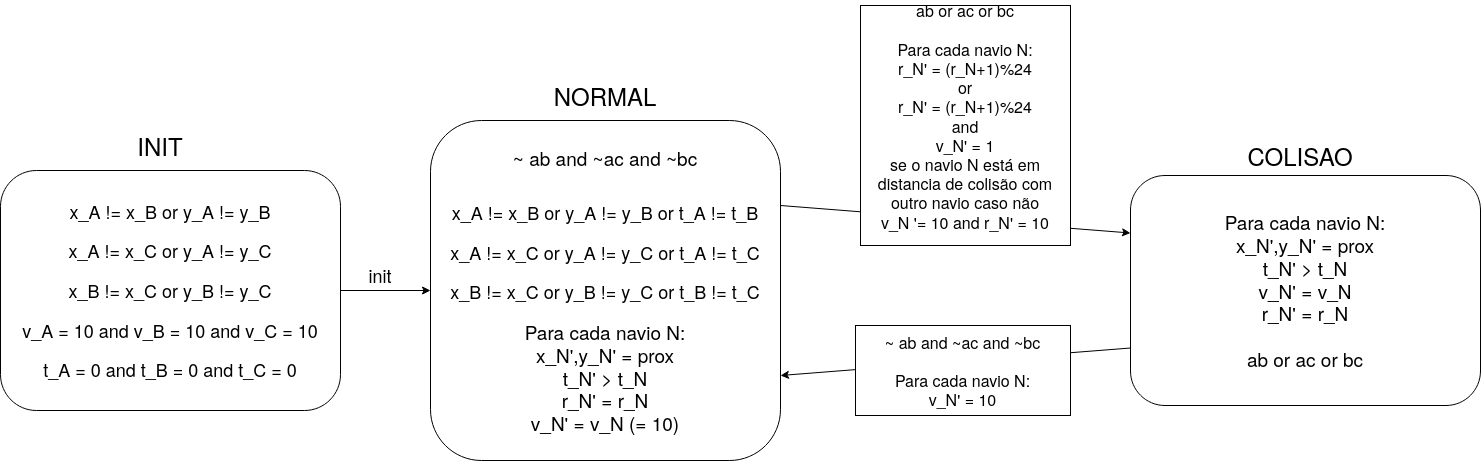 INIT
x_A != x_B or y_A != y_B
x_A != x_C or y_A != y_C
x_B != x_C or y_B != y_C
v_A = 10 and v_B = 10 and v_C = 10
t_A = 0 and t_B = 0 and t_C = 0
init
NORMAL
~ ab and ~ac and ~bc
x_A != x_B or y_A != y_B or t_A != t_B
x_A != x_C or y_A != y_C or t_A != t_C
x_B != x_C or y_B != y_C or t_B != t_C
Para cada navio N:
x_N',y_N' = prox
t_N' > t_N
r_N' = r_N
v_N' = v_N (= 10)
ab or ac or bc
Para cada navio N:
r_N' = (r_N+1)%24
or
r_N' = (r_N+1)%24
and
v_N' = 1
se o navio N está em
distancia de colisão com
outro navio caso não
v_N '= 10 and r_N' = 10
~ ab and ~ac and ~bc
Para cada navio N:
v_N' = 10
COLISAO
Para cada navio N:
x_N',y_N' = prox
t_N' > t_N
v_N' = v_N
r_N' = r_N
ab or ac or bc